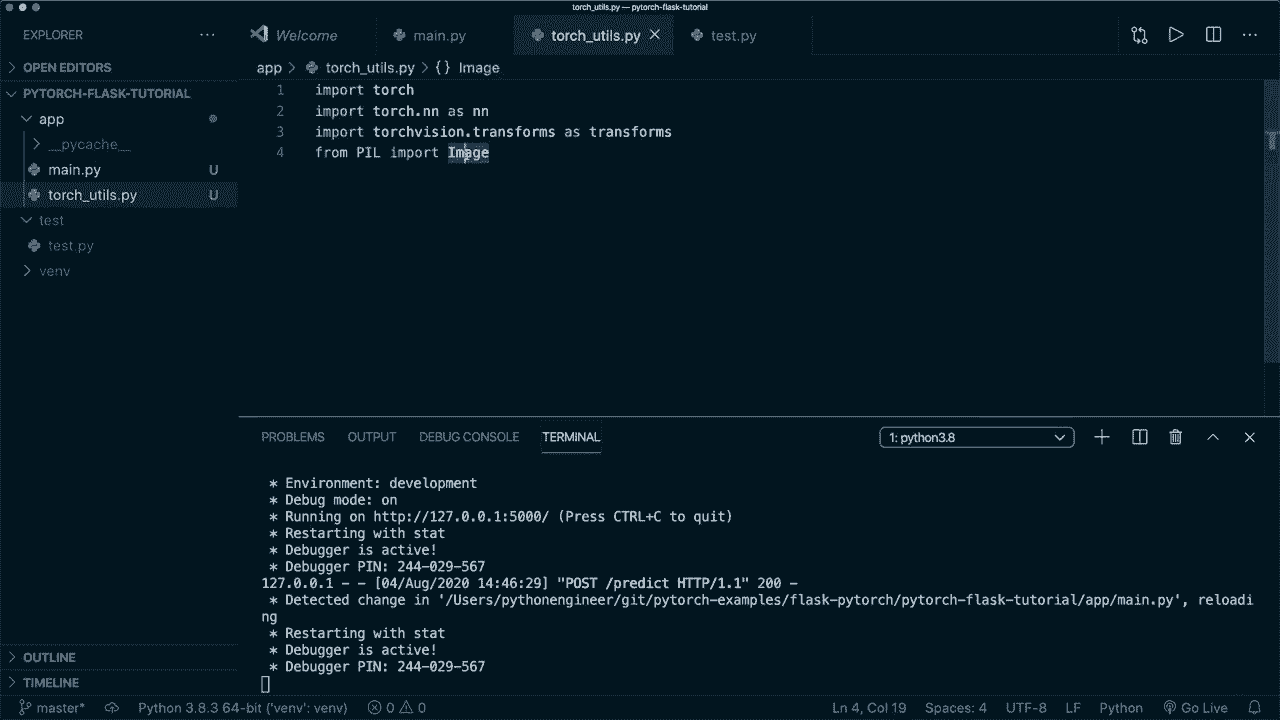 torch_utils.py — pytorch-flask-tutorial
EXPLORER
Welcome
main.py
torch_utils.py
test.py
OPEN EDITORS
app
torch_utils.py
{} Image
PYTORCH-FLASK-TUTORIAL
app
__pycache__
main.py U
torch_utils.py U
test
test.py
venv
1 import torch
2 import torch.nn as nn
3 import torchvision.transforms as transforms
4 from PIL import Image
PROBLEMS OUTPUT DEBUG CONSOLE TERMINAL
1: python3.8
* Environment: development
* Debug mode: on
* Running on http://127.0.0.1:5000/ (Press CTRL+C to quit)
* Restarting with stat
* Debugger is active!
* Debugger PIN: 244-029-567
127.0.0.1 - - [04/Aug/2020 14:46:29] "POST /predict HTTP/1.1" 200 -
* Detected change in '/Users/pythonengineer/git/pytorch-examples/flask-pytorch/pytorch-flask-tutorial/app/main.py', reloadi
ng
* Restarting with stat
* Debugger is active!
* Debugger PIN: 244-029-567
OUTLINE
TIMELINE
master* Python 3.8.3 64-bit ('venv': venv) 0 0 Ln 4, Col 19 Spaces: 4 UTF-8 LF Python Go Live